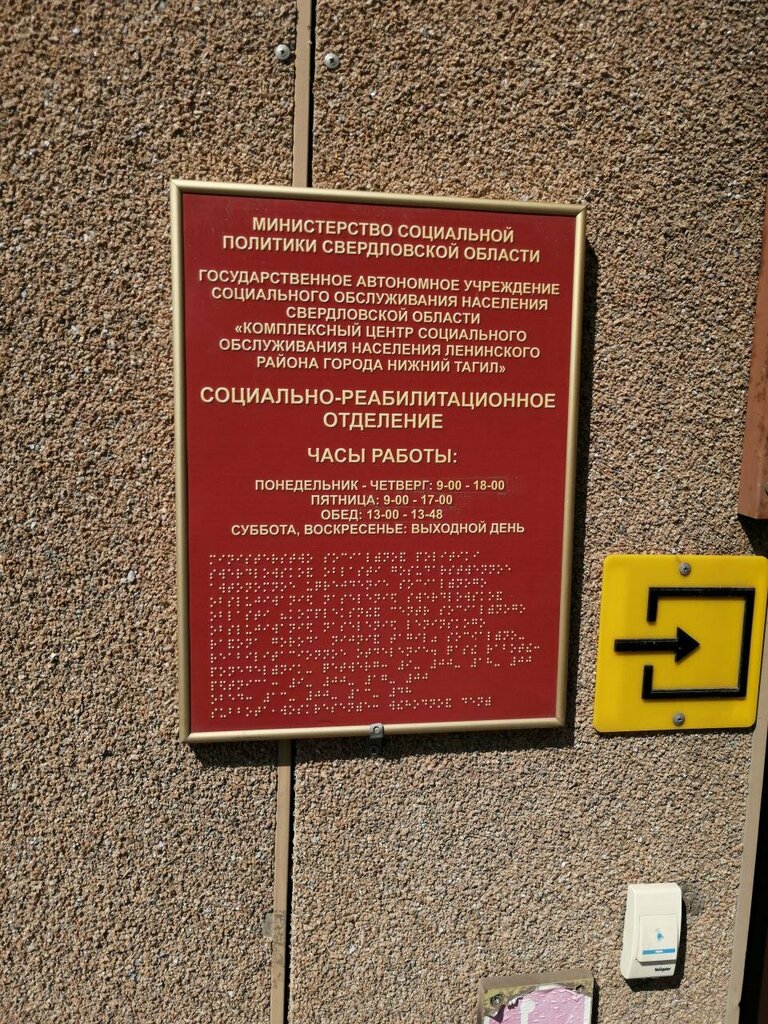 МИНИСТЕРСТВО СОЦИАЛЬНОЙ
ПОЛИТИКИ СВЕРДЛОВСКОЙ ОБЛАСТИ
ГОСУДАРСТВЕННОЕ АВТОНОМНОЕ УЧРЕЖДЕНИЕ
СОЦИАЛЬНОГО ОБСЛУЖИВАНИЯ НАСЕЛЕНИЯ
СВЕРДЛОВСКОЙ ОБЛАСТИ
«КОМПЛЕКСНЫЙ ЦЕНТР СОЦИАЛЬНОГО
ОБСЛУЖИВАНИЯ НАСЕЛЕНИЯ ЛЕНИНСКОГО
РАЙОНА ГОРОДА НИЖНИЙ ТАГИЛ»
СОЦИАЛЬНО-РЕАБИЛИТАЦИОННОЕ
ОТДЕЛЕНИЕ
ЧАСЫ РАБОТЫ:
ПОНЕДЕЛЬНИК - ЧЕТВЕРГ: 9-00 - 18-00
ПЯТНИЦА: 9-00 - 17-00
ОБЕД: 13-00 - 13-48
СУББОТА, ВОСКРЕСЕНЬЕ: ВЫХОДНОЙ ДЕНЬ
Navigator